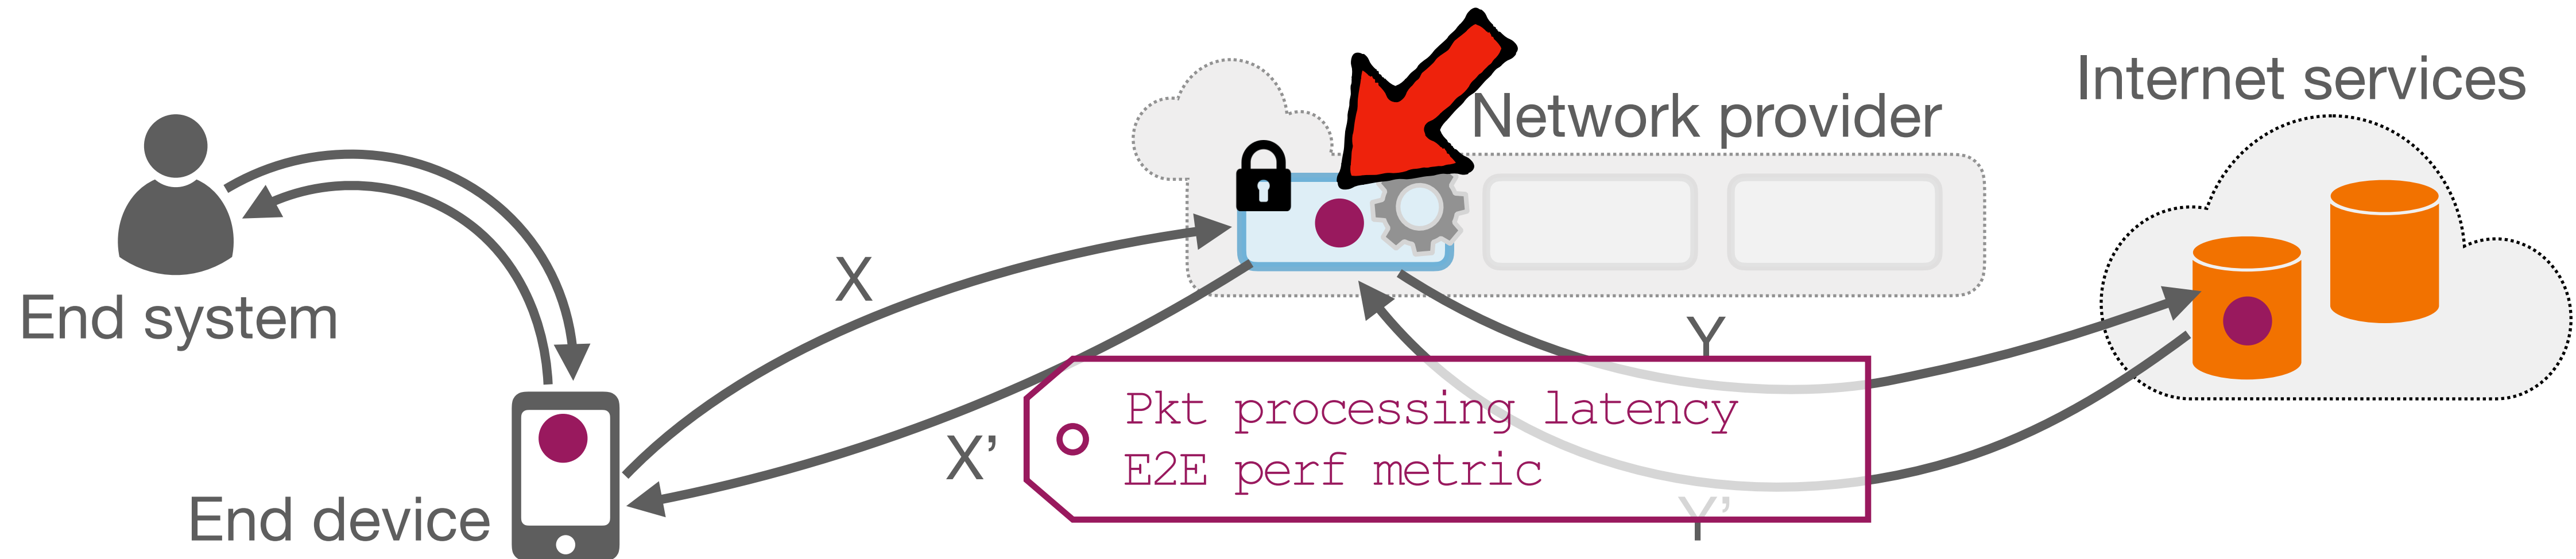 Internet services
Network provider
End system
X
Y
Pkt processing latency
X'
E2E perf metric
Y'
End device